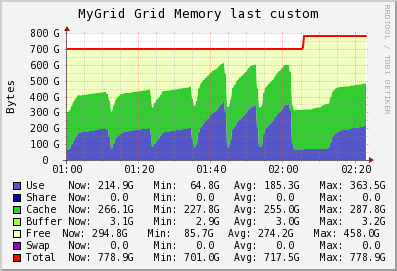 MyGrid Grid Memory last custom
RRDTOOL / TOBI OETIKER
Bytes
800 G
700 G
600 G
500 G
400 G
300 G
200 G
100 G
0
01:00 01:20 01:40 02:00 02:20
Use Now: 214.9G Min: 64.8G Avg: 185.3G Max: 363.5G
Share Now: 0.0 Min: 0.0 Avg: 0.0 Max: 0.0
Cache Now: 266.1G Min: 227.8G Avg: 255.0G Max: 287.8G
Buffer Now: 3.1G Min: 2.9G Avg: 3.0G Max: 3.2G
Free Now: 294.8G Min: 85.7G Avg: 274.2G Max: 458.0G
Swap Now: 0.0 Min: 0.0 Avg: 0.0 Max: 0.0
Total Now: 778.9G Min: 701.0G Avg: 717.5G Max: 778.9G